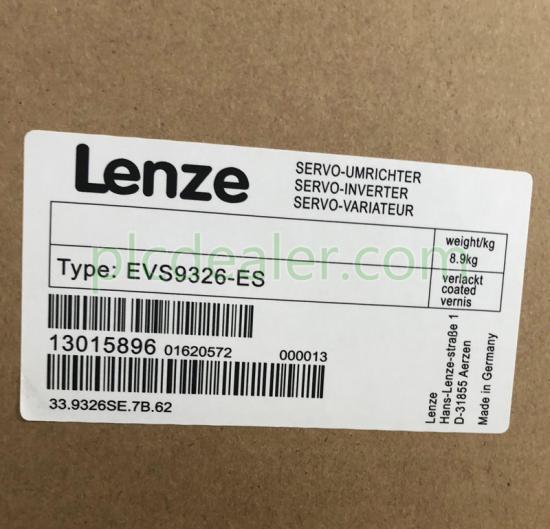 Lenze
SERVO-UMRICHTER
SERVO-INVERTER
SERVO-VARIATEUR
weight/kg
8.9kg
Type: EVS9326-ES
verlackt
coated
vernis
plcdealer.com
13015896 01620572 000013
33.9326SE.7B.62
Lenze
Hans-Lenze-straße 1
D-31855 Aerzen
Made in Germany